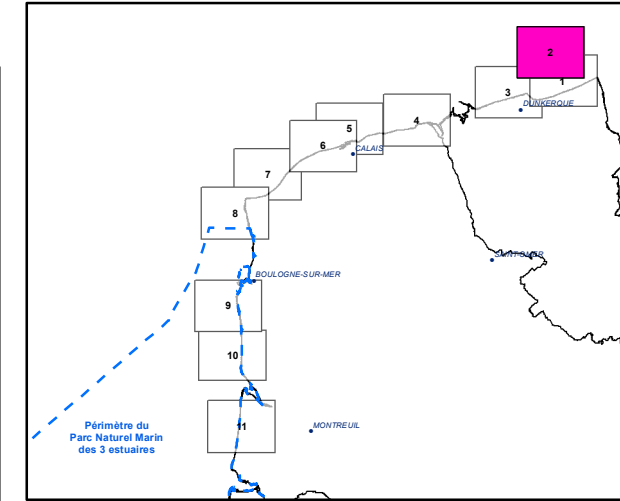 2
1
3
DUNKERQUE
4
5
6
CALAIS
7
8
SAINT-OMER
BOULOGNE-SUR-MER
9
10
11
MONTREUIL
Périmètre du
Parc Naturel Marin
des 3 estuaires